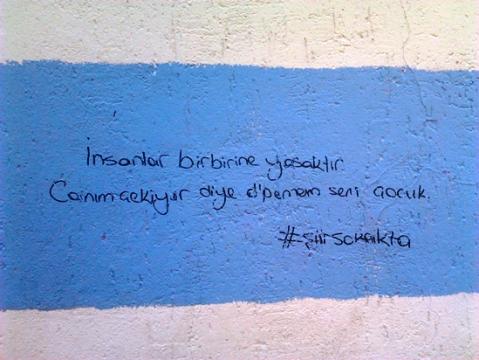 İnsanlar birbirine yasaktır
Canım çekiyor diye öpemem seni çocuk.
#şiirsokakta